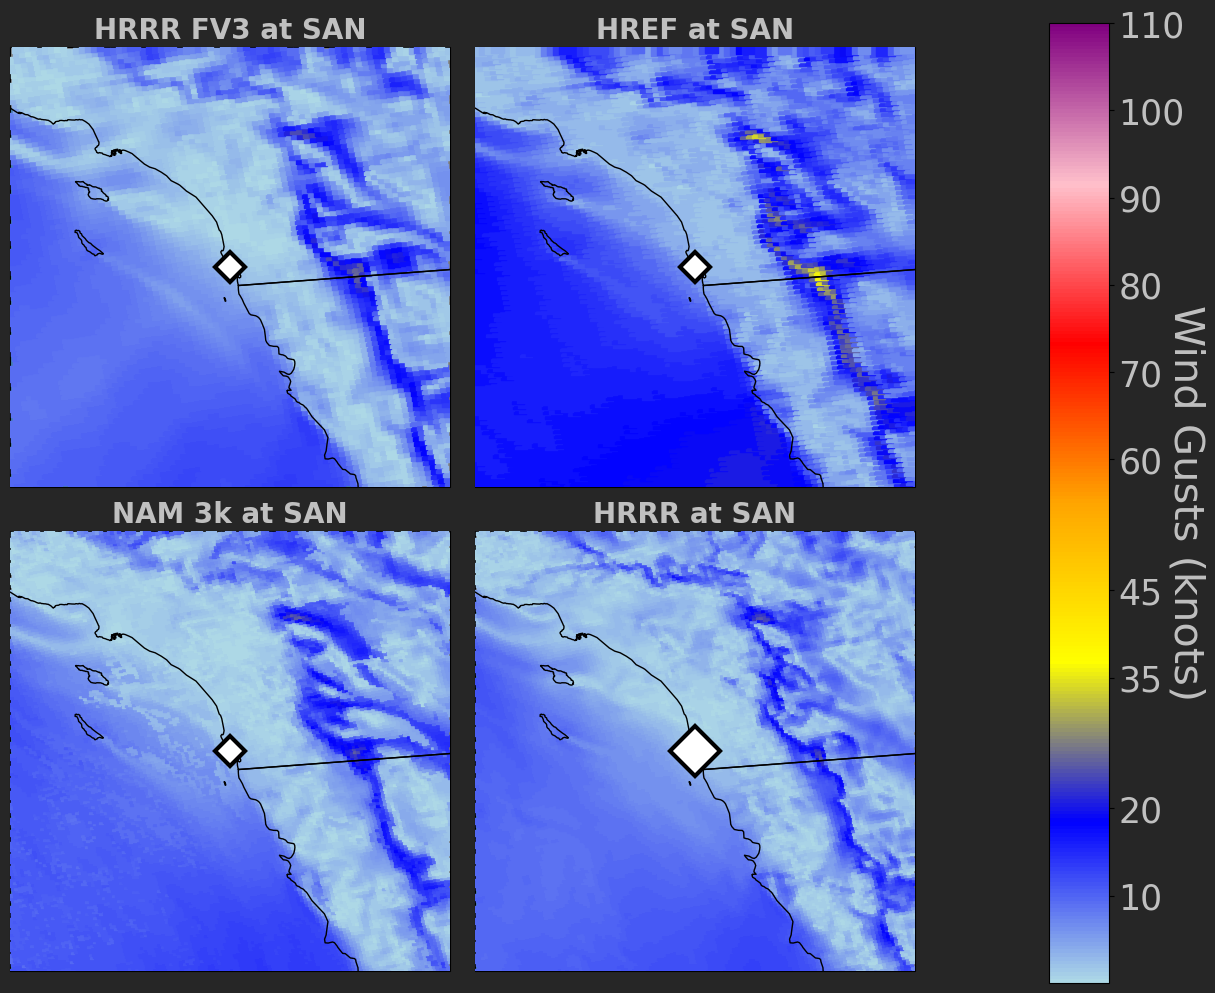 HRRR FV3 at SAN
HREF at SAN
NAM 3k at SAN
HRRR at SAN
110
100
90
80
70
60
45
35
20
10
Wind Gusts (knots)